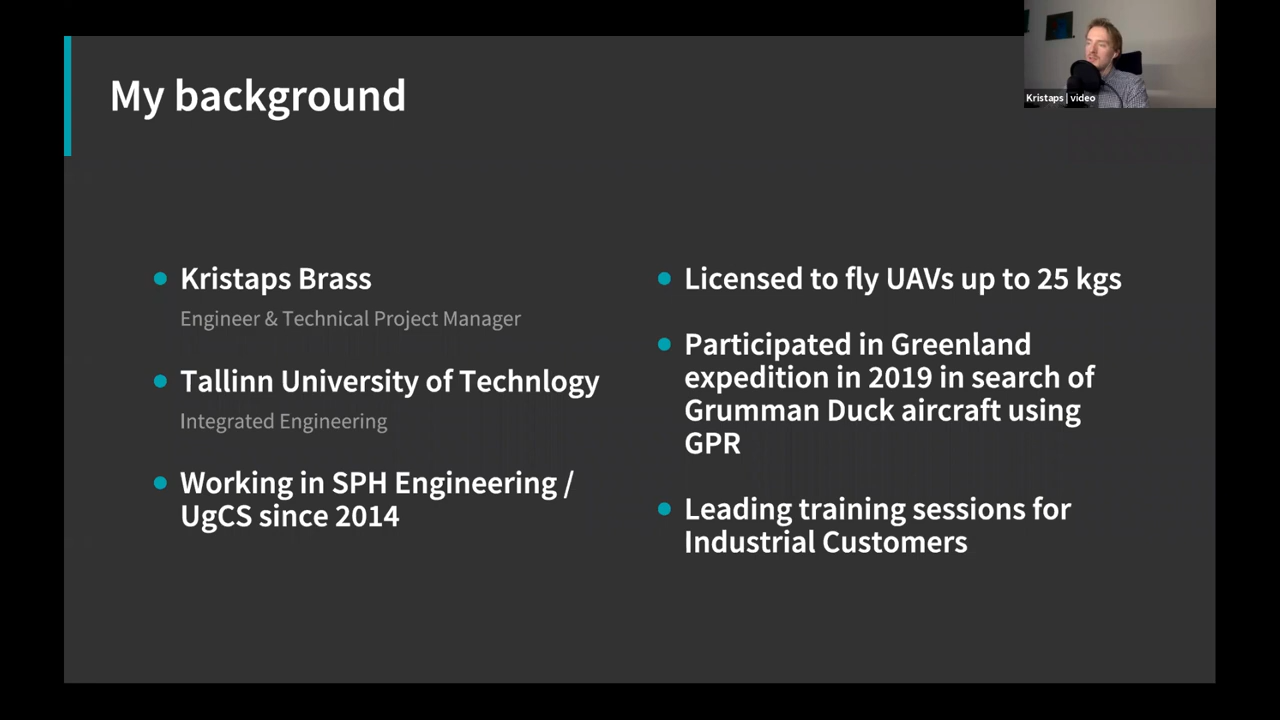 My background
Kristaps | video
Kristaps Brass
Engineer & Technical Project Manager
Tallinn University of Technlogy
Integrated Engineering
Working in SPH Engineering /
UgCS since 2014
Licensed to fly UAVs up to 25 kgs
Participated in Greenland
expedition in 2019 in search of
Grumman Duck aircraft using
GPR
Leading training sessions for
Industrial Customers